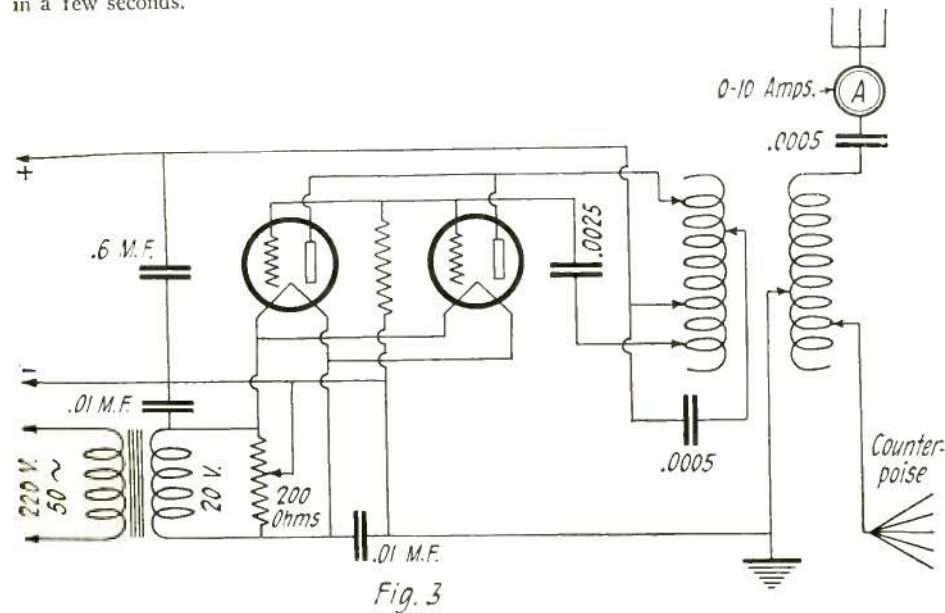 in a few seconds.
0-10 Amps.
A
.0005
+
.6 M.F.
.0025
-
.01 M.F.
220 V.
50 ~
20 V.
200
Ohms
.0005
Counter-
poise
.01 M.F.
Fig. 3